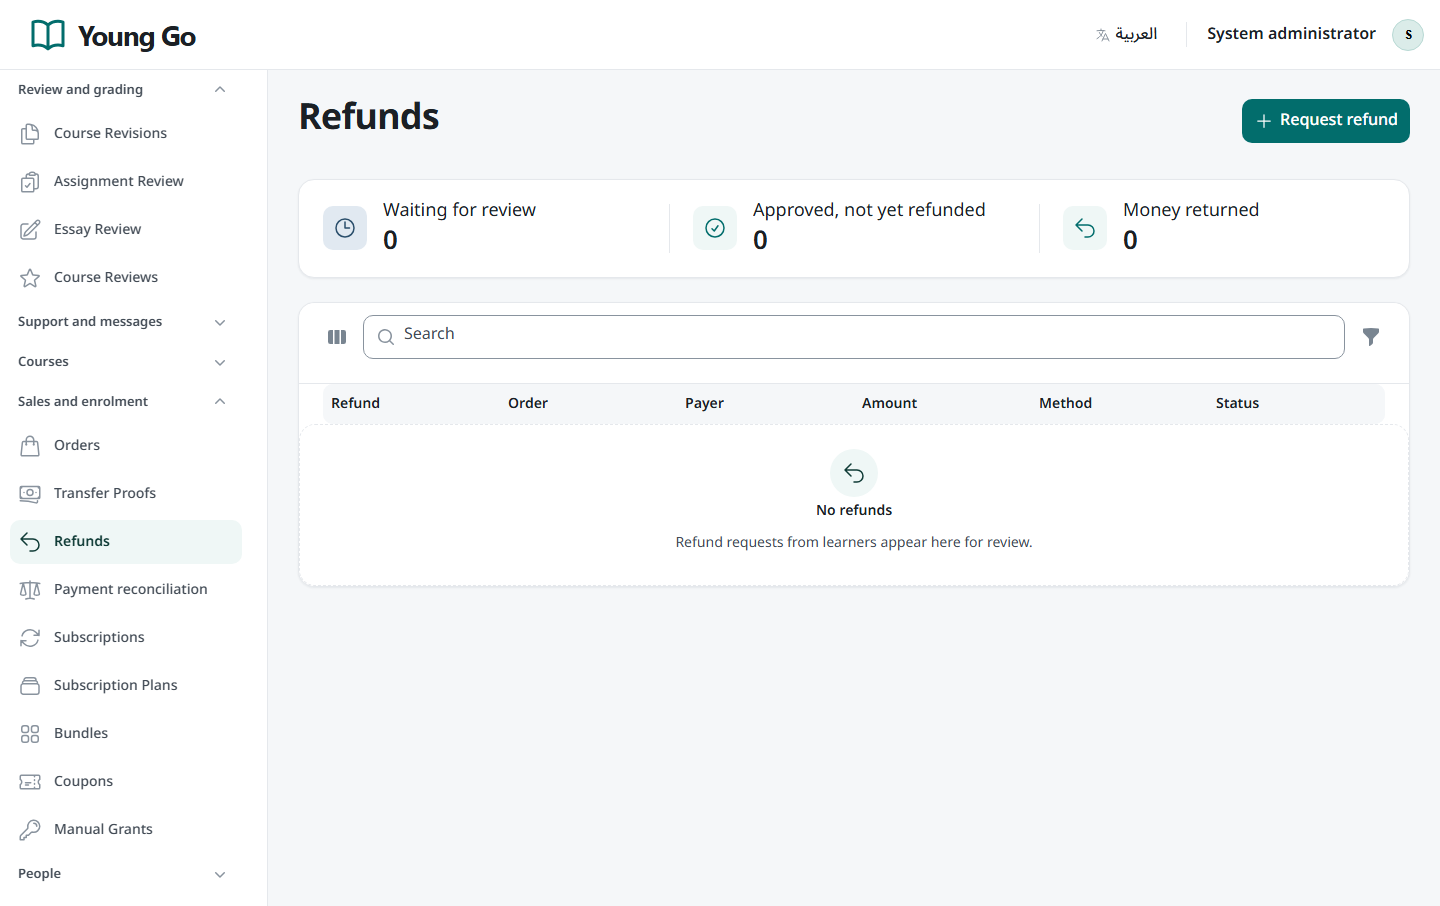 Young Go
العربية
System administrator
S
Review and grading
Course Revisions
Assignment Review
Essay Review
Course Reviews
Support and messages
Courses
Sales and enrolment
Orders
Transfer Proofs
Refunds
Payment reconciliation
Subscriptions
Subscription Plans
Bundles
Coupons
Manual Grants
People
Refunds
Request refund
Waiting for review
0
Approved, not yet refunded
0
Money returned
0
Search
Refund Order Payer Amount Method Status
No refunds
Refund requests from learners appear here for review.